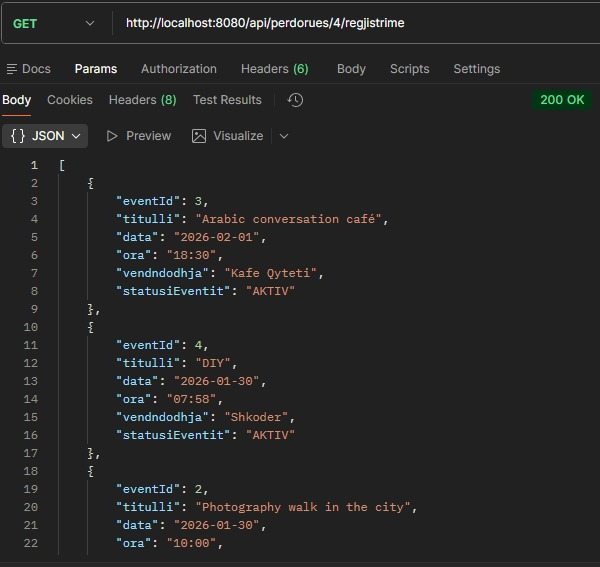 GET http://localhost:8080/api/perdorues/4/regjistrime
Docs Params Authorization Headers (6) Body Scripts Settings
Body Cookies Headers (8) Test Results 200 OK
{} JSON Preview Visualize
1 [
2 {
3 "eventId": 3,
4 "titulli": "Arabic conversation café",
5 "data": "2026-02-01",
6 "ora": "18:30",
7 "vendndodhja": "Kafe Qyteti",
8 "statusiEventit": "AKTIV"
9 },
10 {
11 "eventId": 4,
12 "titulli": "DIY",
13 "data": "2026-01-30",
14 "ora": "07:58",
15 "vendndodhja": "Shkoder",
16 "statusiEventit": "AKTIV"
17 },
18 {
19 "eventId": 2,
20 "titulli": "Photography walk in the city",
21 "data": "2026-01-30",
22 "ora": "10:00",